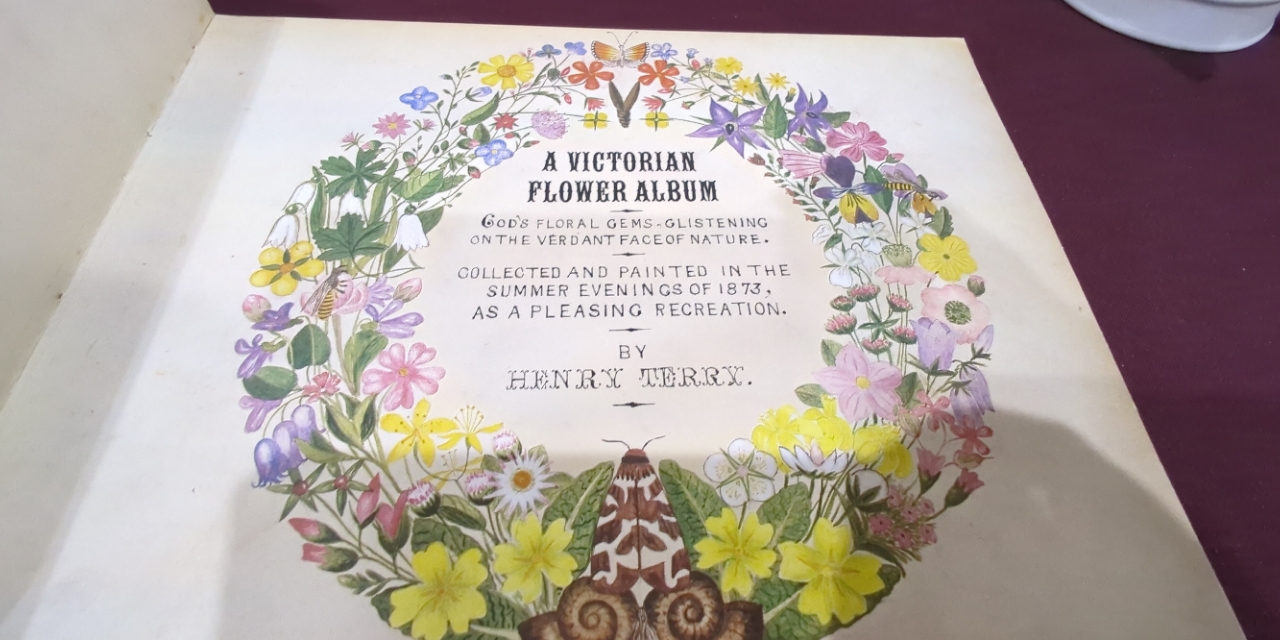 A VICTORIAN
FLOWER ALBUM
GOD'S FLORAL GEMS - GLISTENING
ON THE VERDANT FACE OF NATURE.
COLLECTED AND PAINTED IN THE
SUMMER EVENINGS OF 1873,
AS A PLEASING RECREATION.
BY
HENRY TERRY.